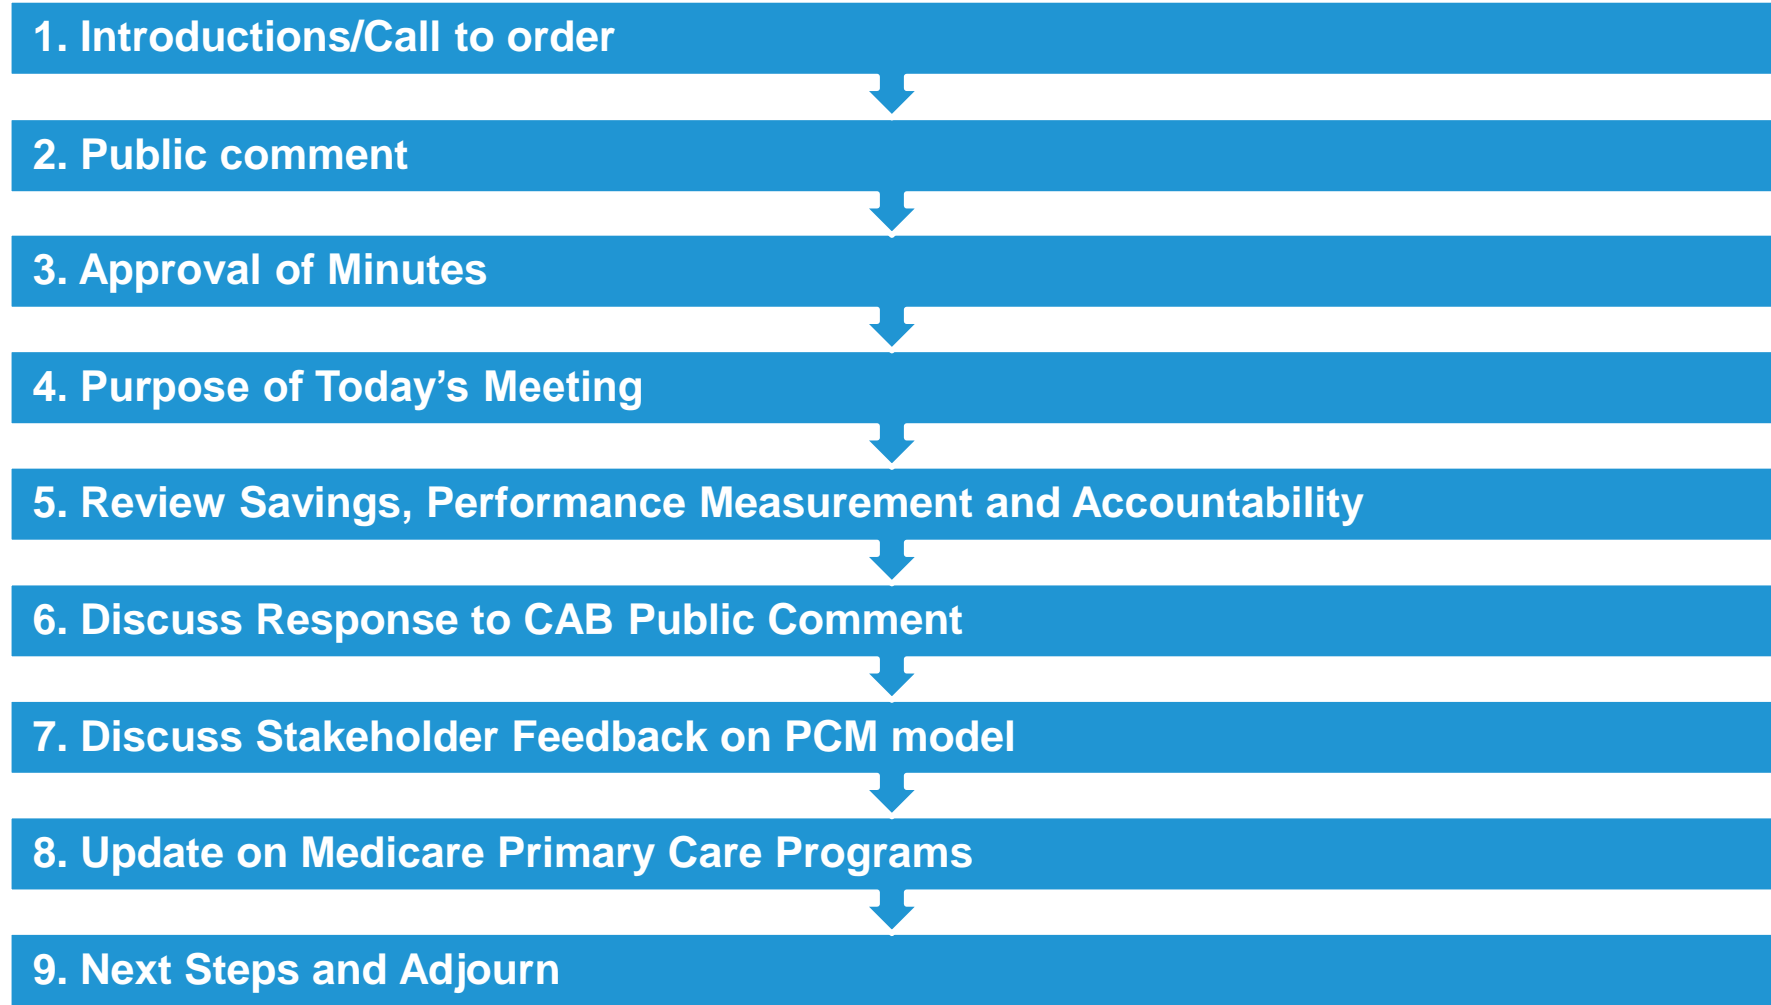 1. Introductions/Call to order
2. Public comment
3. Approval of Minutes
4. Purpose of Today’s Meeting
5. Review Savings, Performance Measurement and Accountability
6. Discuss Response to CAB Public Comment
7. Discuss Stakeholder Feedback on PCM model
8. Update on Medicare Primary Care Programs
9. Next Steps and Adjourn